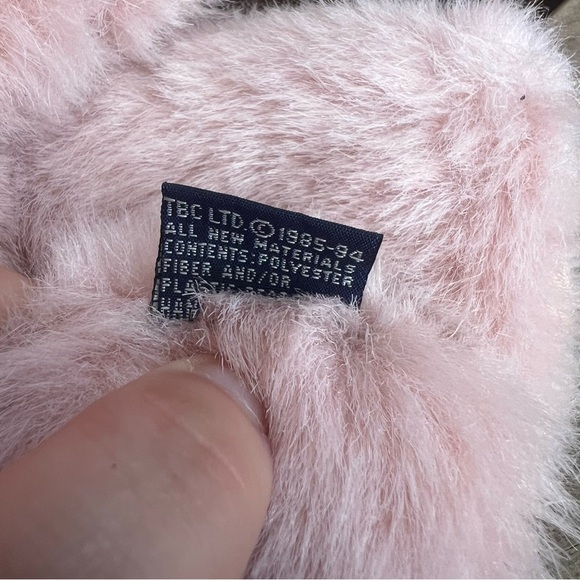 TBC LTD. © 1985-94
ALL NEW MATERIALS
CONTENTS: POLYESTER
FIBER AND/OR